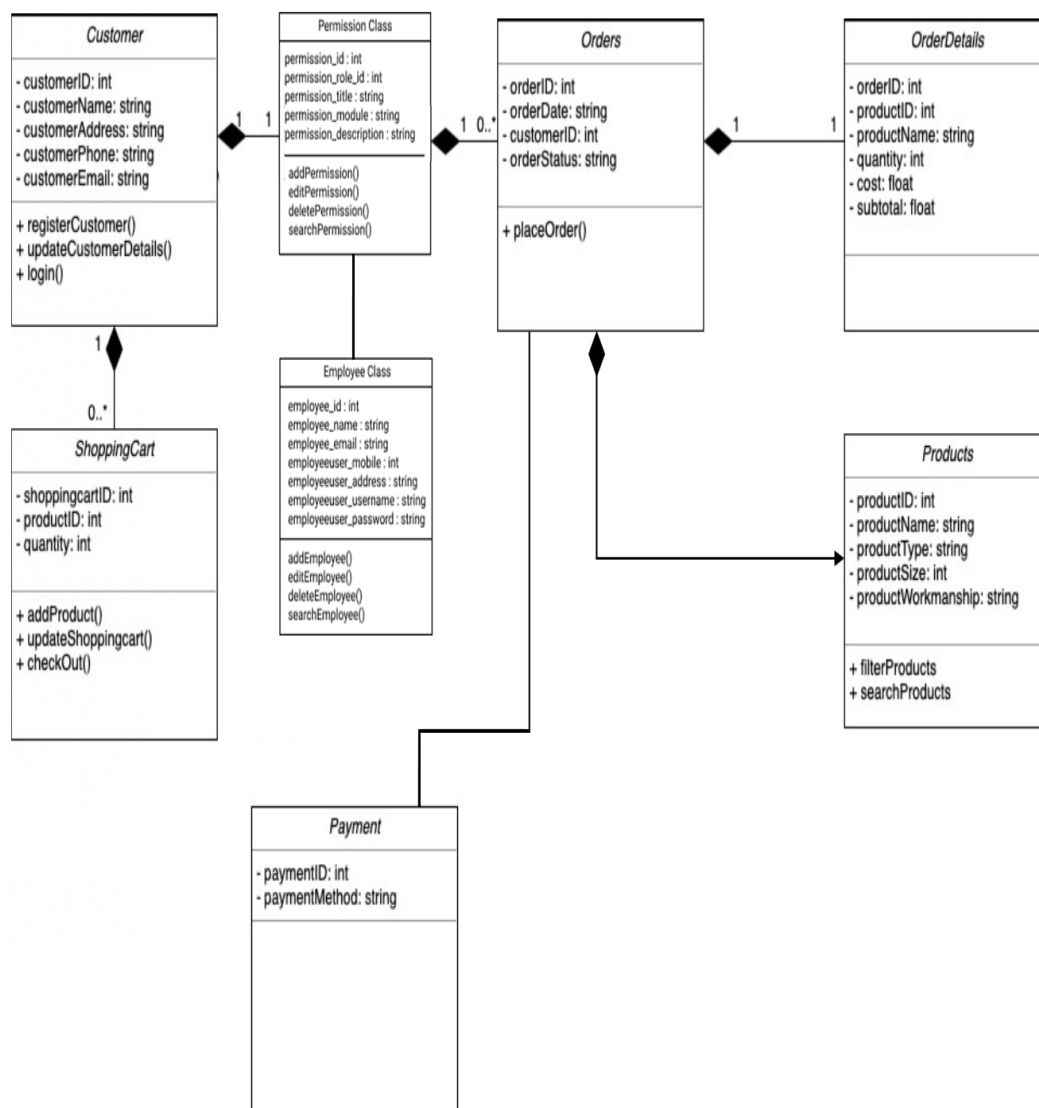 Customer
- customerID: int
- customerName: string
- customerAddress: string
- customerPhone: string
- customerEmail: string
+ registerCustomer()
+ updateCustomerDetails()
+ login()
1
1
Permission Class
permission_id : int
permission_role_id : int
permission_title : string
permission_module : string
permission_description : string
addPermission()
editPermission()
deletePermission()
searchPermission()
1
0..*
Orders
- orderID: int
- orderDate: string
- customerID: int
- orderStatus: string
+ placeOrder()
1
1
OrderDetails
- orderID: int
- productID: int
- productName: string
- quantity: int
- cost: float
- subtotal: float
1
0..*
ShoppingCart
- shoppingcartID: int
- productID: int
- quantity: int
+ addProduct()
+ updateShoppingcart()
+ checkOut()
Employee Class
employee_id : int
employee_name : string
employee_email : string
employeeuser_mobile : int
employeeuser_address : string
employeeuser_username : string
employeeuser_password : string
addEmployee()
editEmployee()
deleteEmployee()
searchEmployee()
Products
- productID: int
- productName: string
- productType: string
- productSize: int
- productWorkmanship: string
+ filterProducts
+ searchProducts
Payment
- paymentID: int
- paymentMethod: string